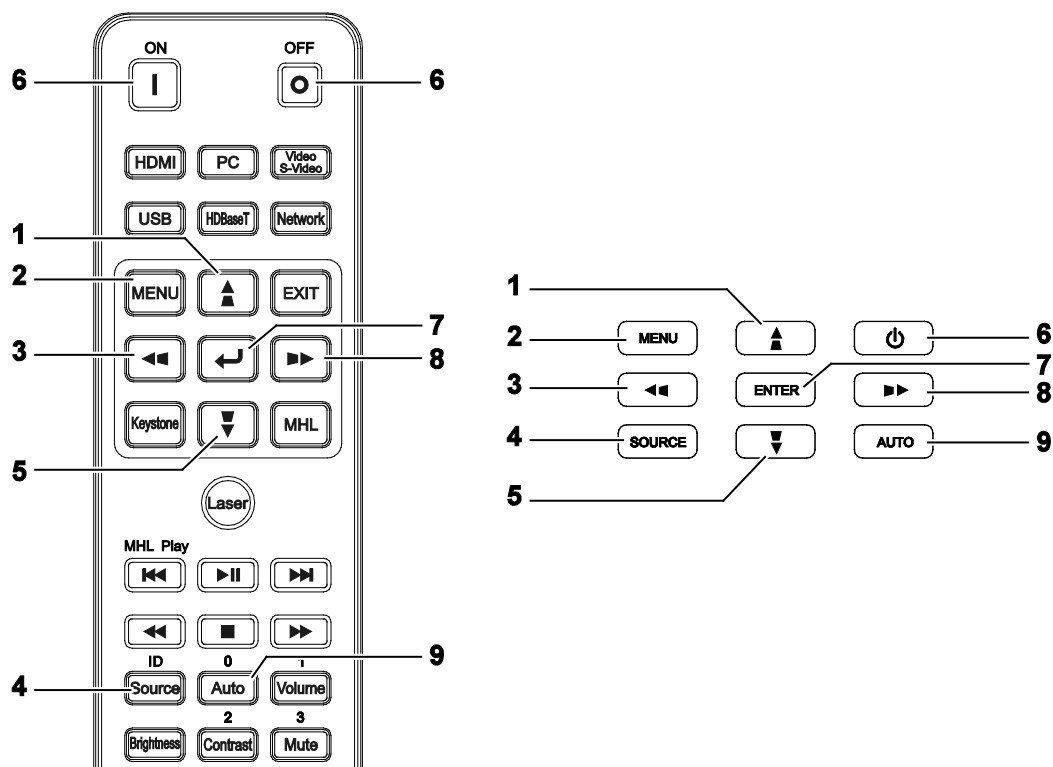 ON OFF
6 6
HDMI PC Video S-Video
USB HDBaseT Network
1
2 MENU EXIT
7
3 8
Keystone MHL
5
Laser
MHL Play
ID 0 1
9
4 Source Auto Volume
2 3
Brightness Contrast Mute
1
2 MENU 6
7
3 ENTER 8
4 SOURCE AUTO 9
5